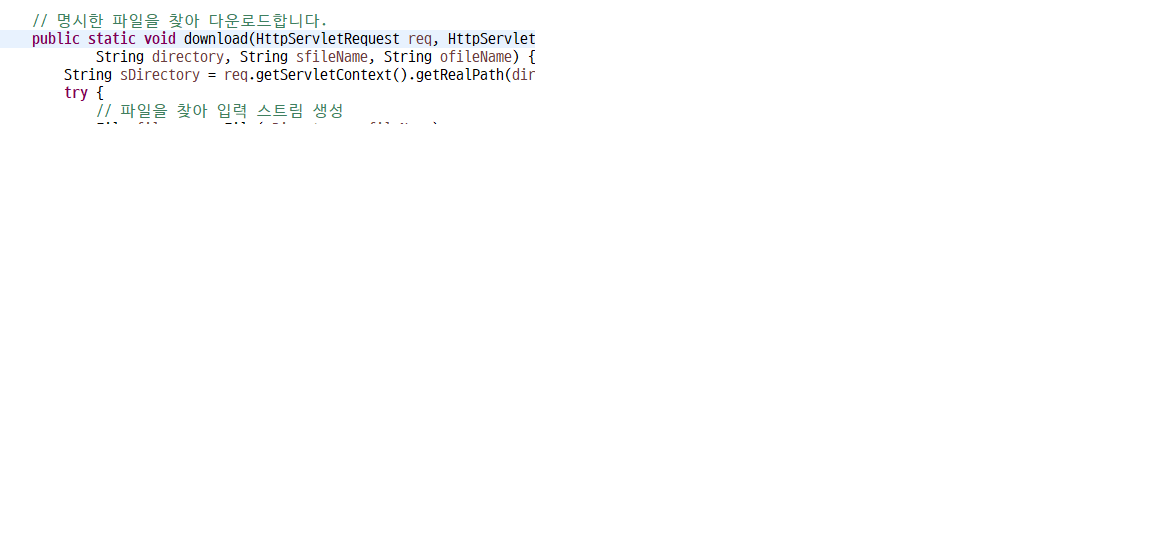 // 명시한 파일을 찾아 다운로드합니다.
public static void download(HttpServletRequest req, HttpServlet
String directory, String sfileName, String ofileName) {
String sDirectory = req.getServletContext().getRealPath(dir
try {
// 파일을 찾아 입력 스트림 생성